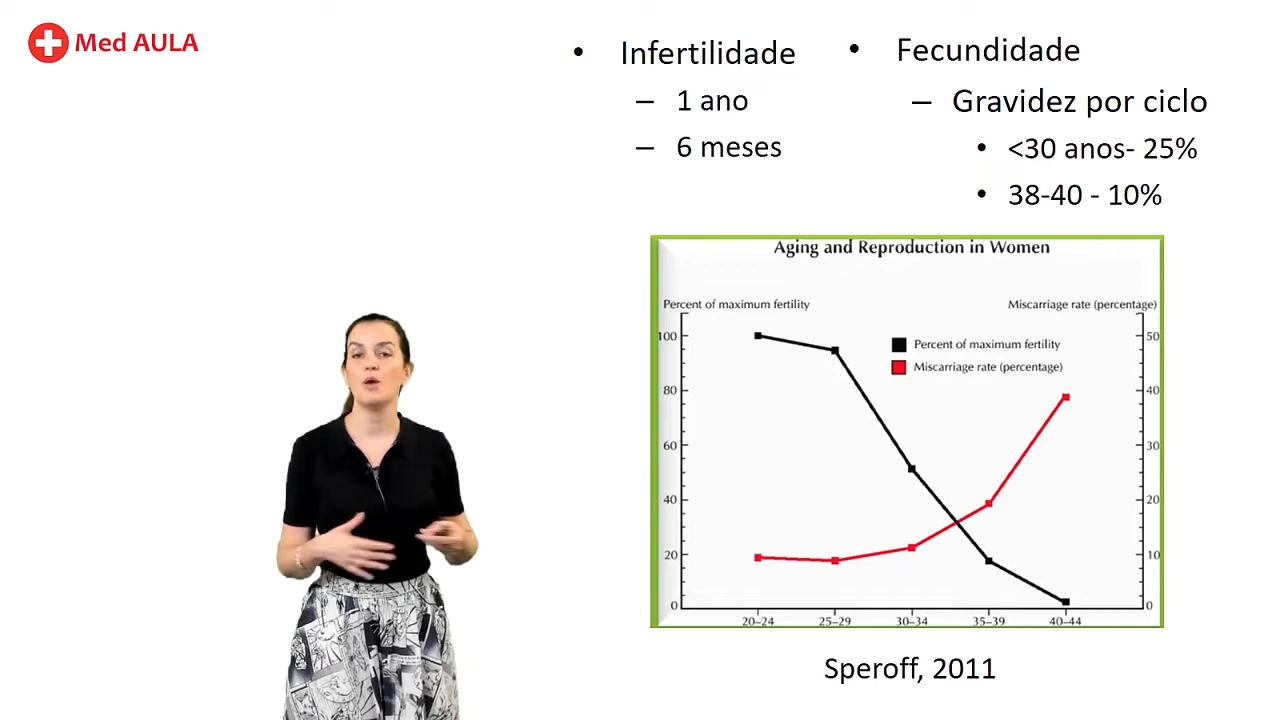 Med AULA
• Infertilidade
– 1 ano
– 6 meses
• Fecundidade
– Gravidez por ciclo
• <30 anos- 25%
• 38-40 - 10%
Aging and Reproduction in Women
Percent of maximum fertility
Miscarriage rate (percentage)
Percent of maximum fertility
Miscarriage rate (percentage)
100
80
60
40
20
0
50
40
30
20
10
0
20–24 25–29 30–34 35–39 40–44
Speroff, 2011